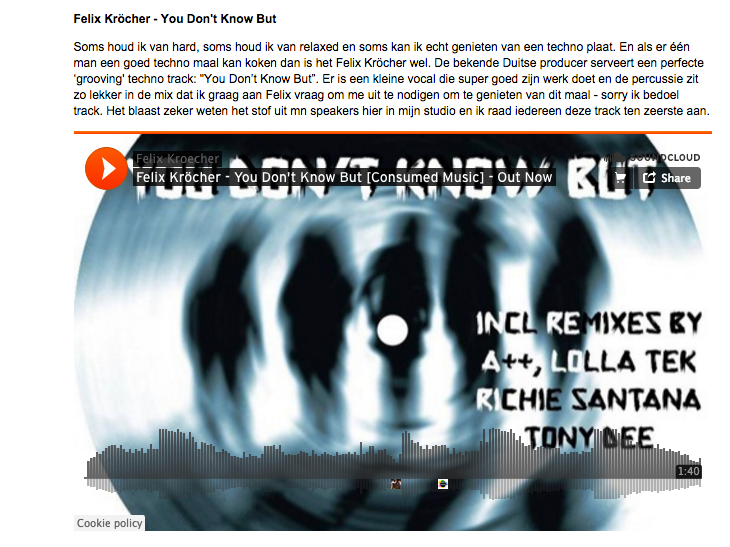 Felix Kröcher - You Don't Know But
Soms houd ik van hard, soms houd ik van relaxed en soms kan ik echt genieten van een techno plaat. En als er één
man een goed techno maal kan koken dan is het Felix Kröcher wel. De bekende Duitse producer serveert een perfecte
'grooving' techno track: "You Don't Know But". Er is een kleine vocal die super goed zijn werk doet en de percussie zit
zo lekker in de mix dat ik graag aan Felix vraag om me uit te nodigen om te genieten van dit maal - sorry ik bedoel
track. Het blaast zeker weten het stof uit mn speakers hier in mijn studio en ik raad iedereen deze track ten zeerste aan.
Felix Kroecher
SOUNDCLOUD
YOU DON'T KNOW BUT
Felix Kröcher - You Don't Know But [Consumed Music] - Out Now
Share
INCL REMIXES BY
A++, LOLLA TEK
RICHIE SANTANA
TONY DEE
1:40
Cookie policy